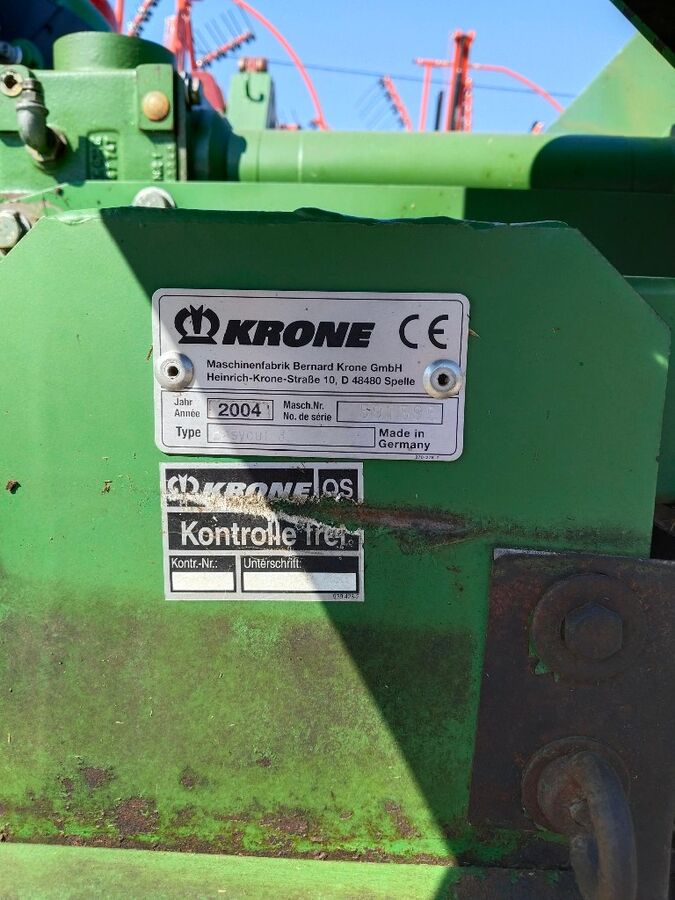 KRONE CE
Maschinenfabrik Bernard Krone GmbH
Heinrich-Krone-Straße 10, D 48480 Spelle
Jahr
Année
2004
Masch.Nr.
No. de série
Type
Made in
Germany
KRONE QS
Kontrolle frei
Kontr.-Nr.:
Unterschrift: